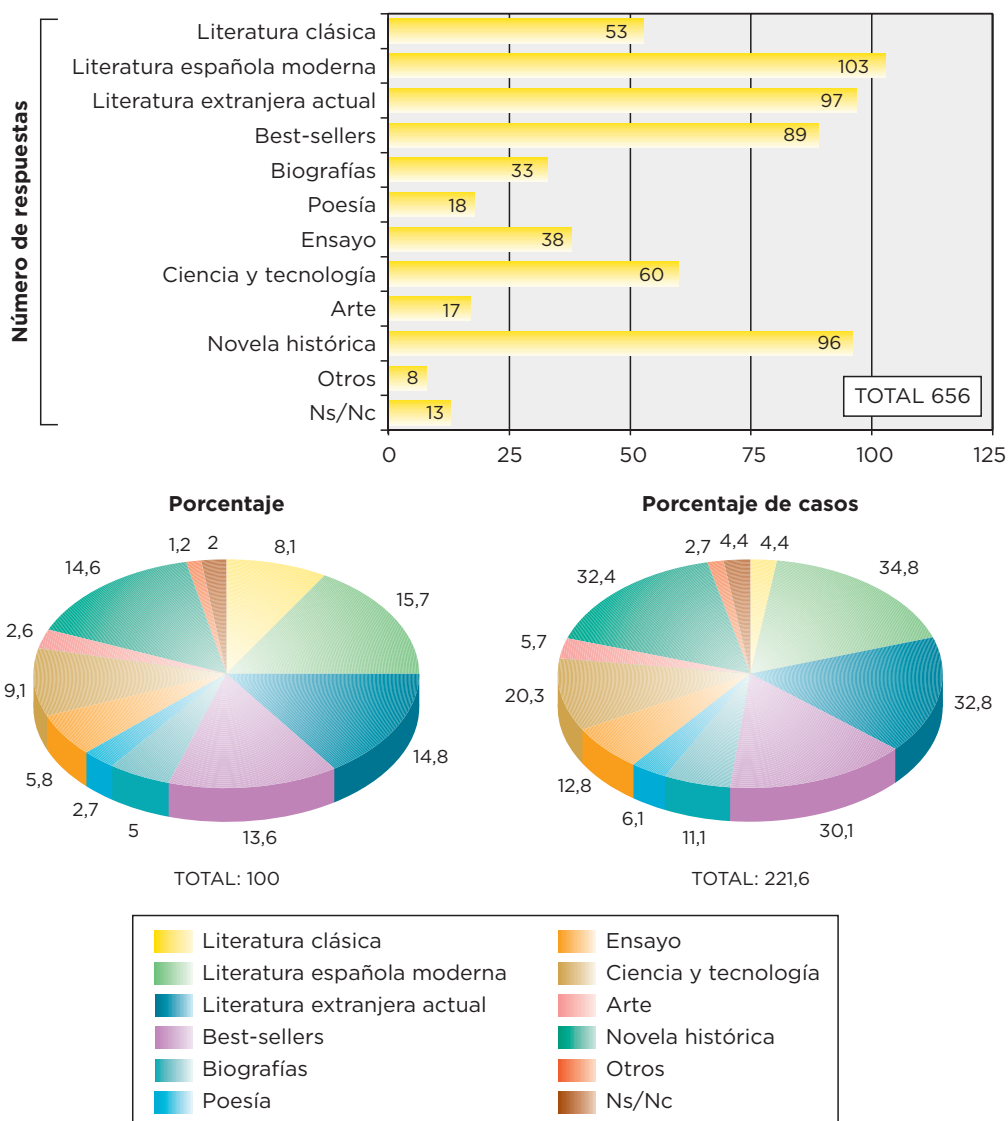 Número de respuestas
Literatura clásica 53
Literatura española moderna 103
Literatura extranjera actual 97
Best-sellers 89
Biografías 33
Poesía 18
Ensayo 38
Ciencia y tecnología 60
Arte 17
Novela histórica 96
Otros 8
Ns/Nc 13
TOTAL 656
0 25 50 75 100 125
Porcentaje
8,1
15,7
14,8
13,6
5
2,7
5,8
9,1
2,6
14,6
1,2
2
TOTAL: 100
Porcentaje de casos
4,4
34,8
32,8
30,1
11,1
6,1
12,8
20,3
5,7
32,4
2,7
4,4
TOTAL: 221,6
Literatura clásica
Literatura española moderna
Literatura extranjera actual
Best-sellers
Biografías
Poesía
Ensayo
Ciencia y tecnología
Arte
Novela histórica
Otros
Ns/Nc